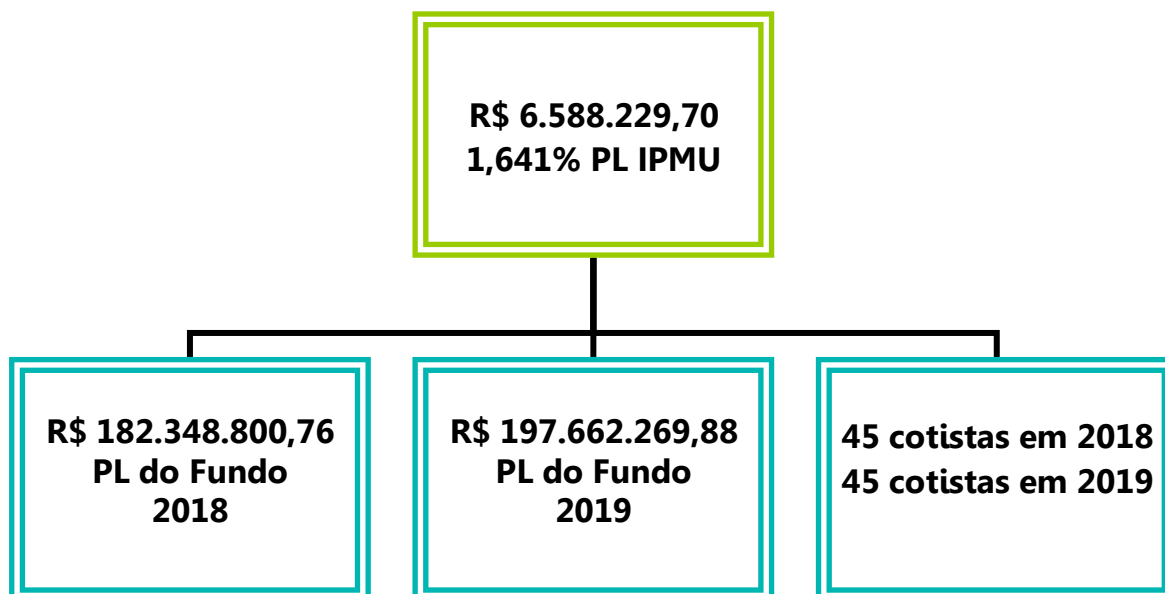 R$ 6.588.229,70
1,641% PL IPMU
R$ 182.348.800,76
PL do Fundo
2018
R$ 197.662.269,88
PL do Fundo
2019
45 cotistas em 2018
45 cotistas em 2019